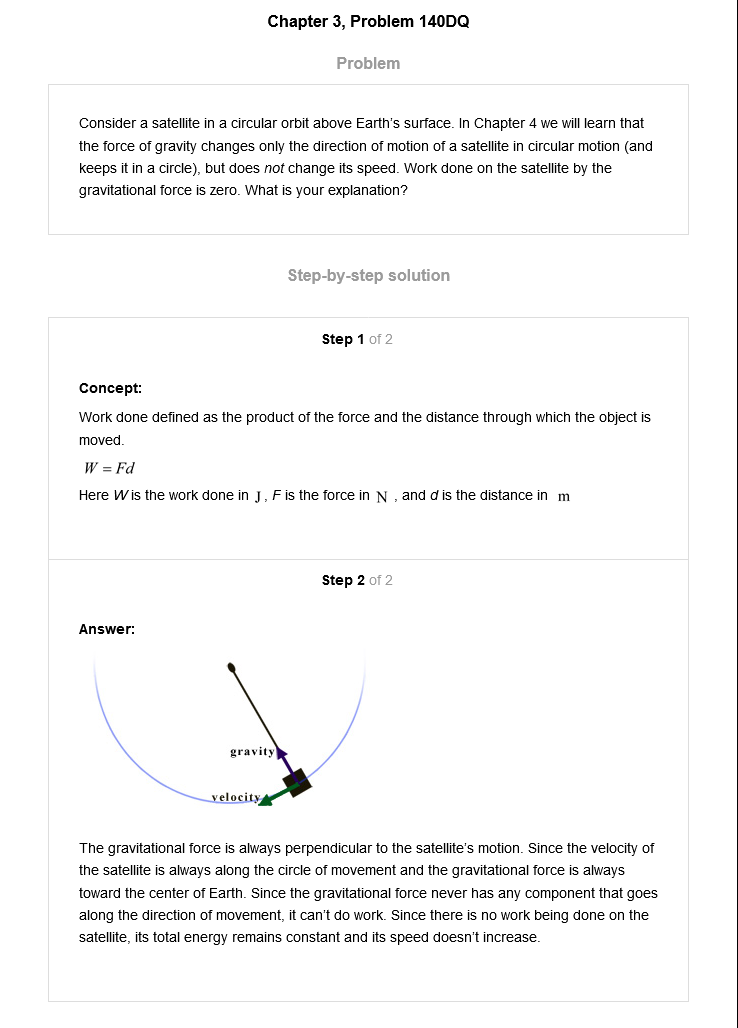 Chapter 3, Problem 140DQ
Problem
Consider a satellite in a circular orbit above Earth's surface. In Chapter 4 we will learn that
the force of gravity changes only the direction of motion of a satellite in circular motion (and
keeps it in a circle), but does not change its speed. Work done on the satellite by the
gravitational force is zero. What is your explanation?
Step-by-step solution
Step 1 of 2
Concept:
Work done defined as the product of the force and the distance through which the object is
moved.
W = Fd
Here W is the work done in J, F is the force in N , and d is the distance in m
Step 2 of 2
Answer:
gravity
velocity
The gravitational force is always perpendicular to the satellite's motion. Since the velocity of
the satellite is always along the circle of movement and the gravitational force is always
toward the center of Earth. Since the gravitational force never has any component that goes
along the direction of movement, it can't do work. Since there is no work being done on the
satellite, its total energy remains constant and its speed doesn't increase.